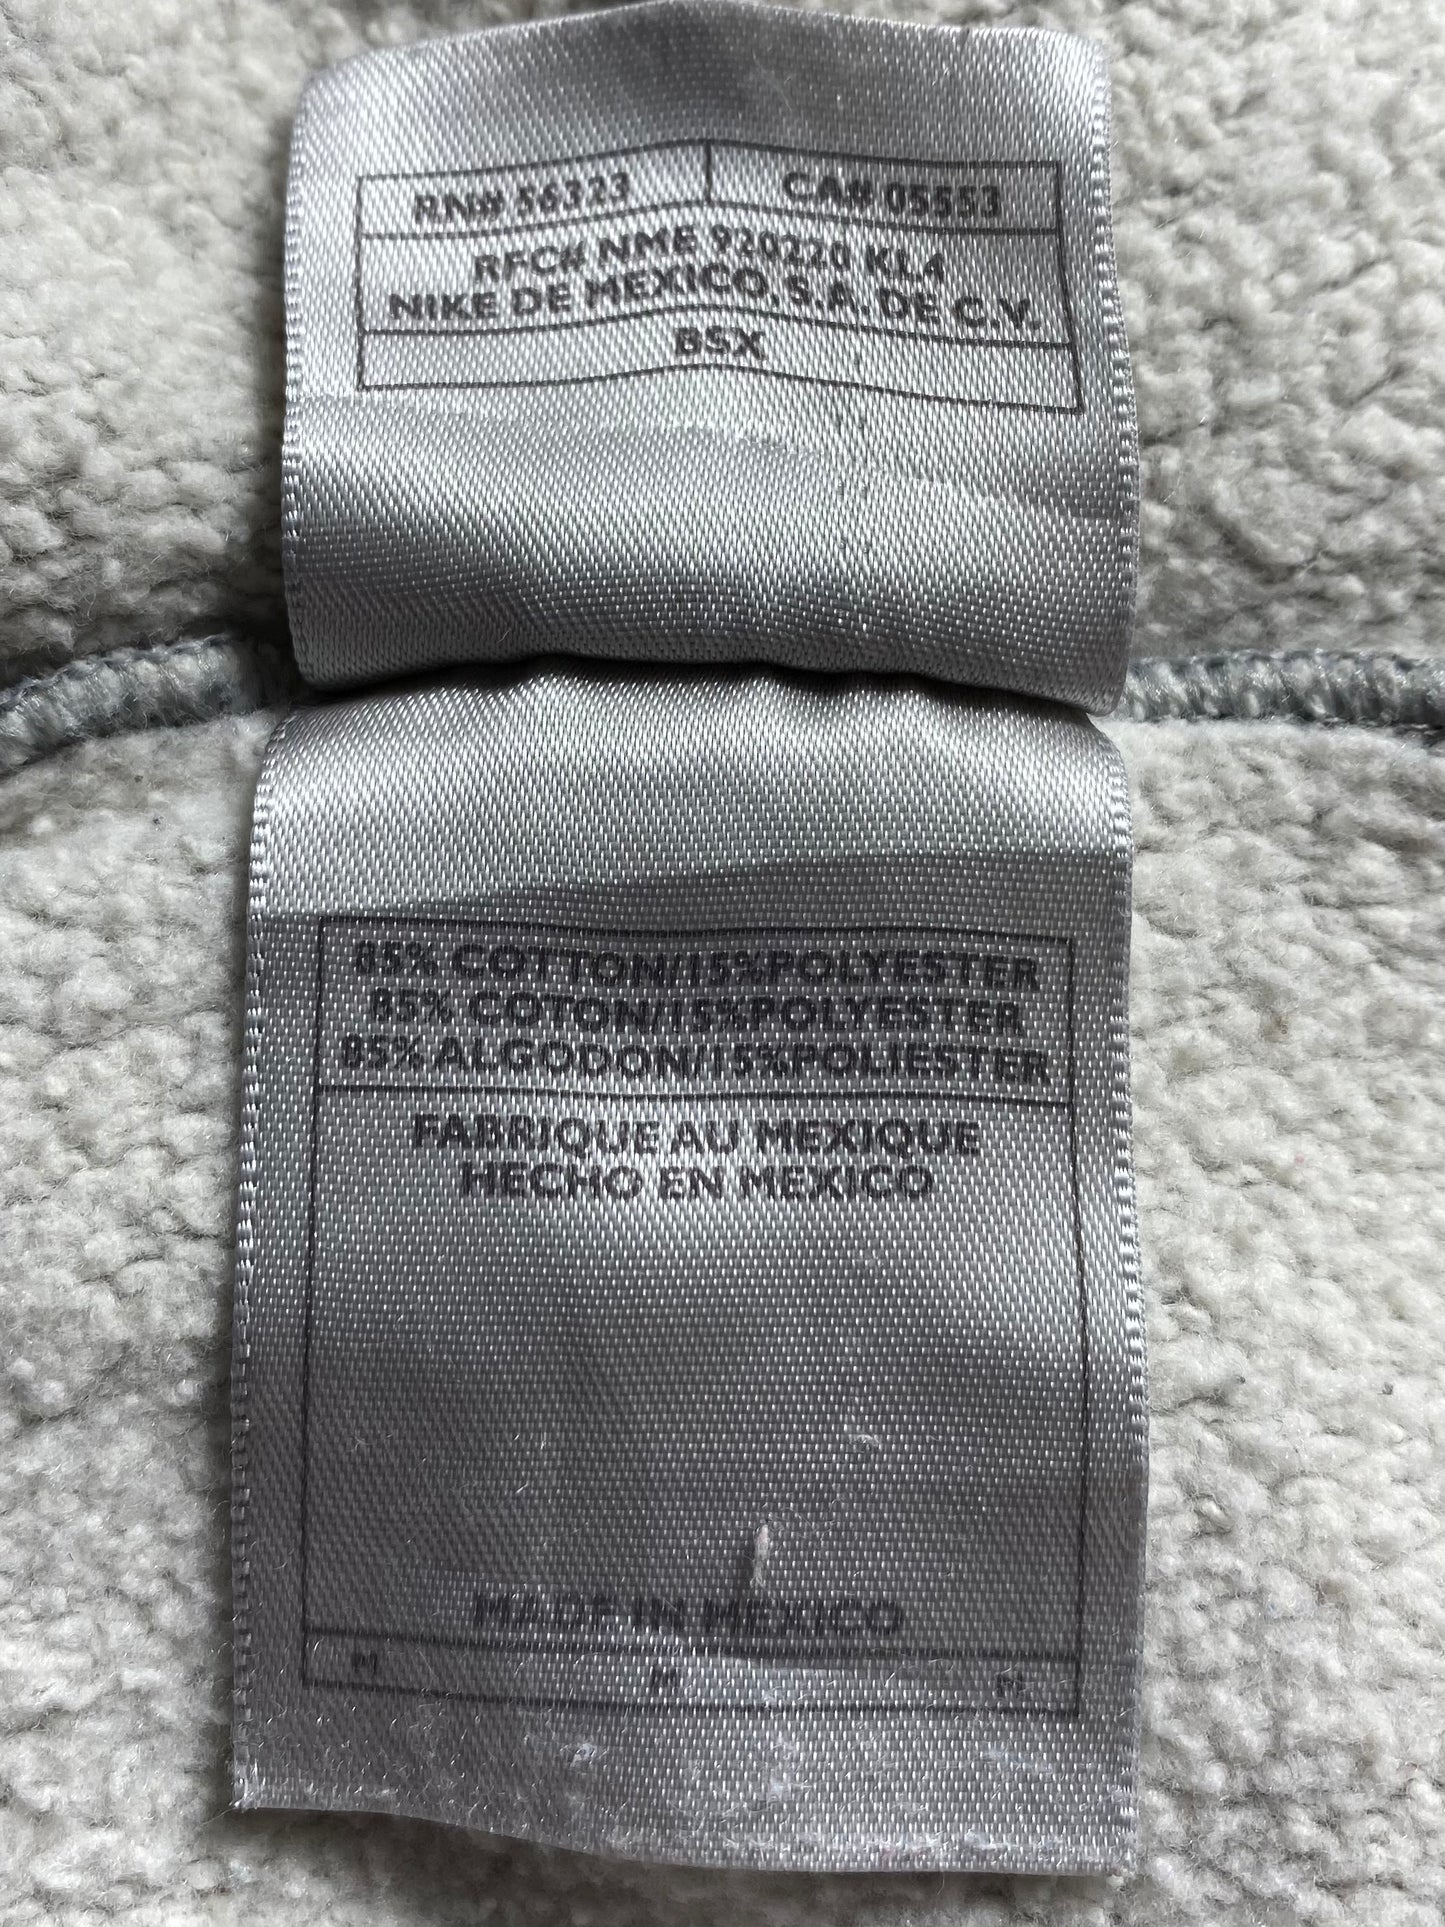 RN# 56323 CA# 05553
RFC# NME 920220 KL4
NIKE DE MEXICO, S.A. DE C.V.
BSX
85% COTTON/15%POLYESTER
85% COTON/15%POLYESTER
85% ALGODON/15%POLIESTER
FABRIQUE AU MEXIQUE
HECHO EN MEXICO
MADE IN MEXICO
M M M